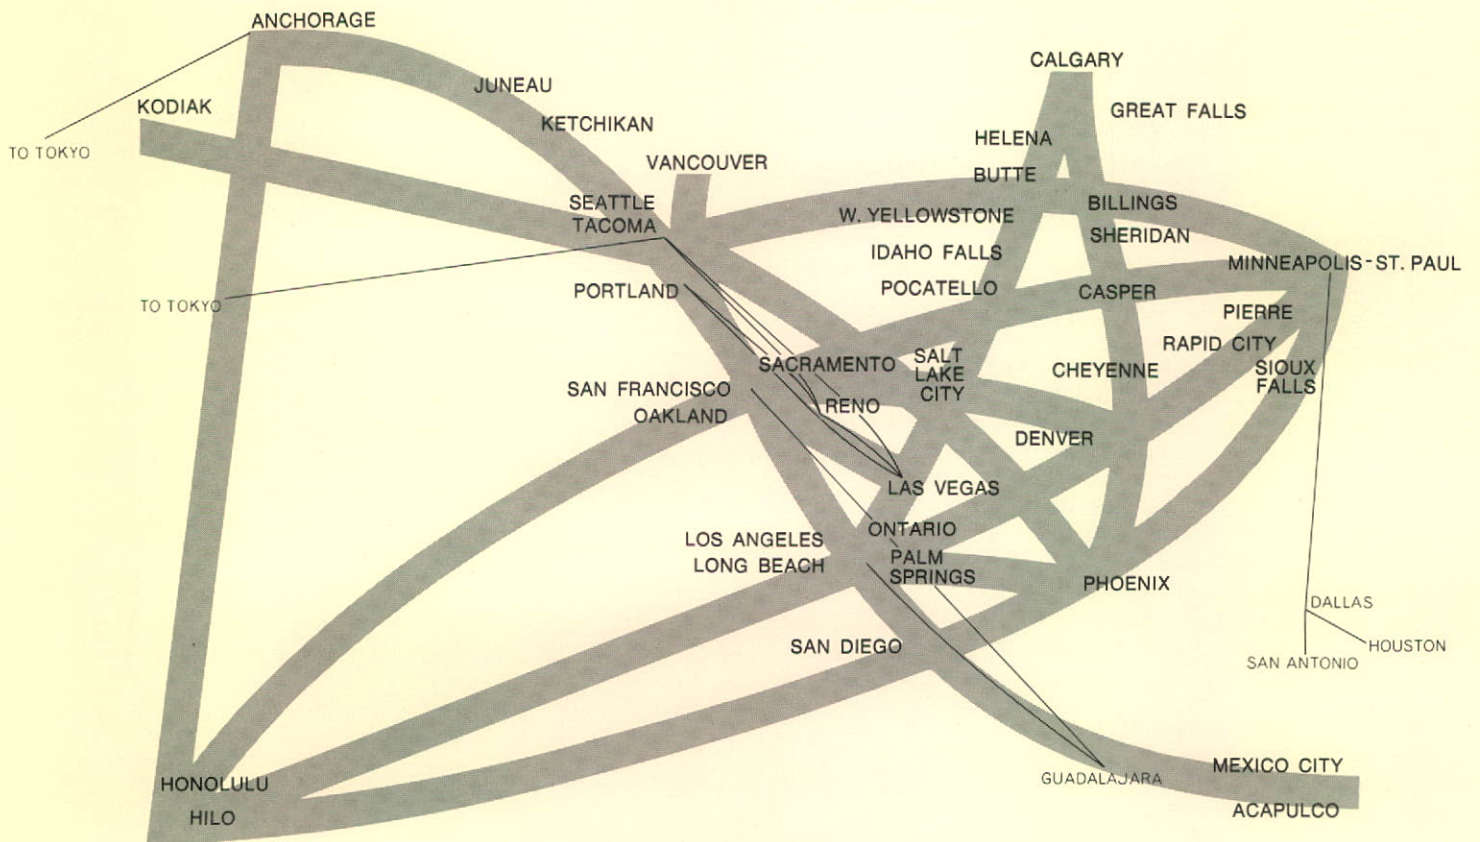 ANCHORAGE
CALGARY
JUNEAU
KODIAK
GREAT FALLS
KETCHIKAN
HELENA
TO TOKYO
VANCOUVER
BUTTE
SEATTLE
TACOMA
BILLINGS
W. YELLOWSTONE
SHERIDAN
IDAHO FALLS
MINNEAPOLIS-ST. PAUL
PORTLAND
POCATELLO
CASPER
TO TOKYO
PIERRE
RAPID CITY
SACRAMENTO
SALT
LAKE
CITY
CHEYENNE
SIOUX
FALLS
SAN FRANCISCO
OAKLAND
RENO
DENVER
LAS VEGAS
ONTARIO
LOS ANGELES
LONG BEACH
PALM
SPRINGS
PHOENIX
DALLAS
SAN DIEGO
HOUSTON
SAN ANTONIO
MEXICO CITY
GUADALAJARA
HONOLULU
ACAPULCO
HILO